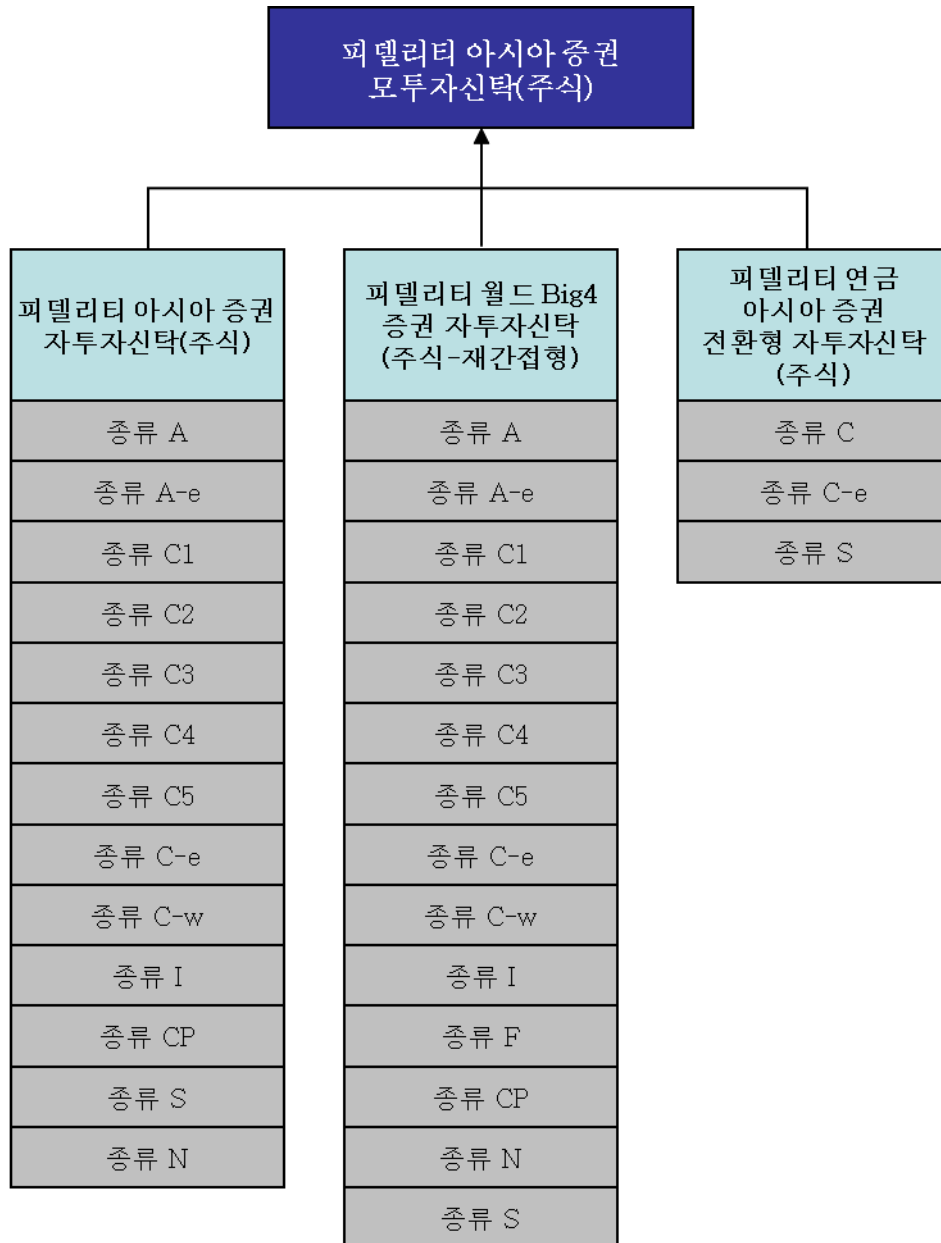 피델리티 아시아 증권
모투자신탁(주식)
피델리티 아시아 증권
자투자신탁(주식)
종류 A
종류 A-e
종류 C1
종류 C2
종류 C3
종류 C4
종류 C5
종류 C-e
종류 C-w
종류 I
종류 CP
종류 S
종류 N
피델리티 월드 Big4
증권 자투자신탁
(주식-재간접형)
종류 A
종류 A-e
종류 C1
종류 C2
종류 C3
종류 C4
종류 C5
종류 C-e
종류 C-w
종류 I
종류 F
종류 CP
종류 N
종류 S
피델리티 연금
아시아 증권
전환형 자투자신탁
(주식)
종류 C
종류 C-e
종류 S